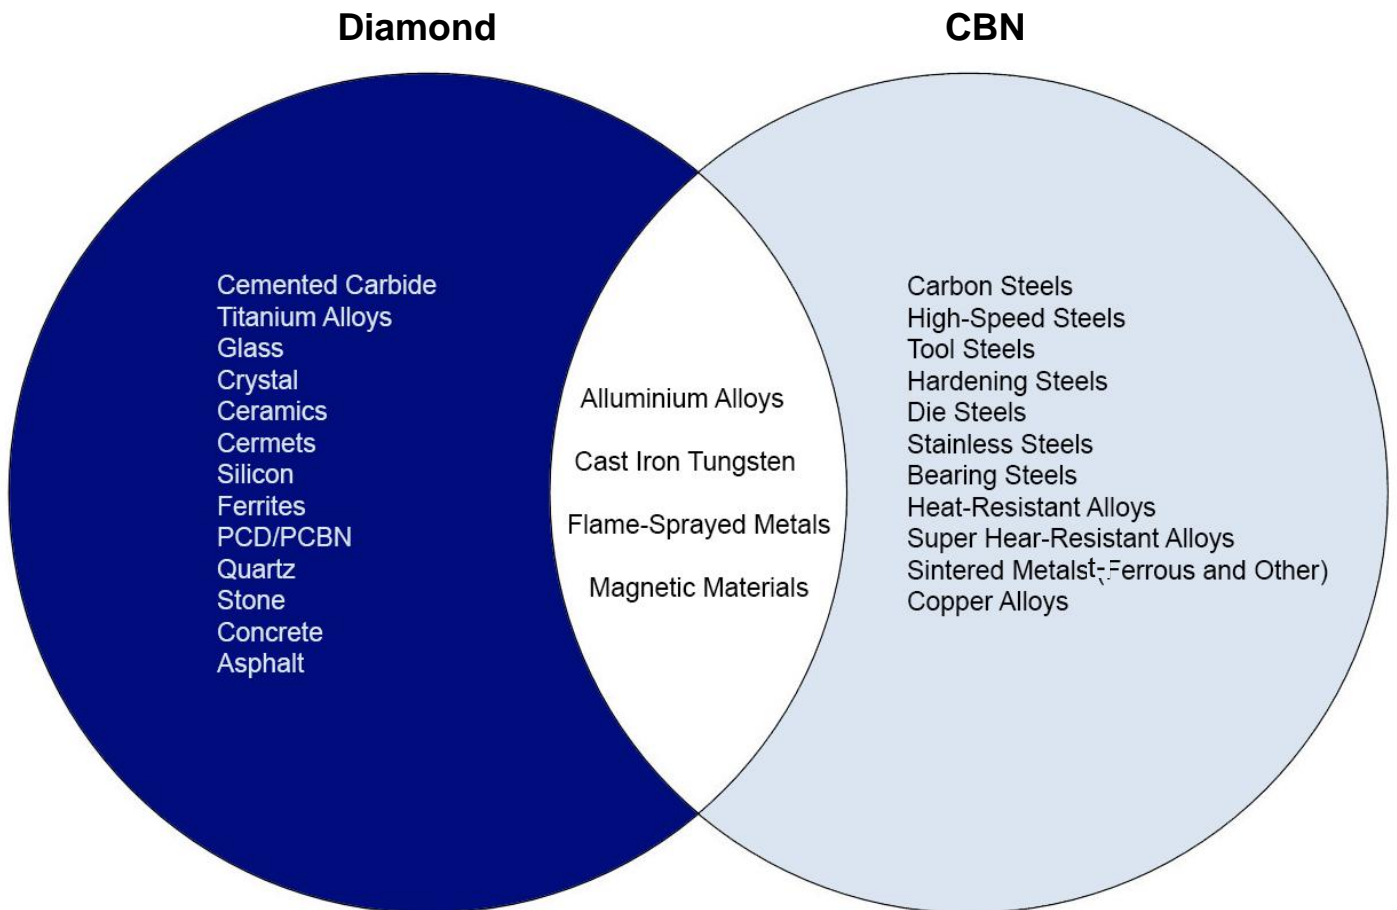 Diamond
CBN
Cemented Carbide
Titanium Alloys
Glass
Crystal
Ceramics
Cermets
Silicon
Ferrites
PCD/PCBN
Quartz
Stone
Concrete
Asphalt
Alluminium Alloys
Cast Iron Tungsten
Flame-Sprayed Metals
Magnetic Materials
Carbon Steels
High-Speed Steels
Tool Steels
Hardening Steels
Die Steels
Stainless Steels
Bearing Steels
Heat-Resistant Alloys
Super Hear-Resistant Alloys
Sintered Metals Ferrous and Other)
Copper Alloys